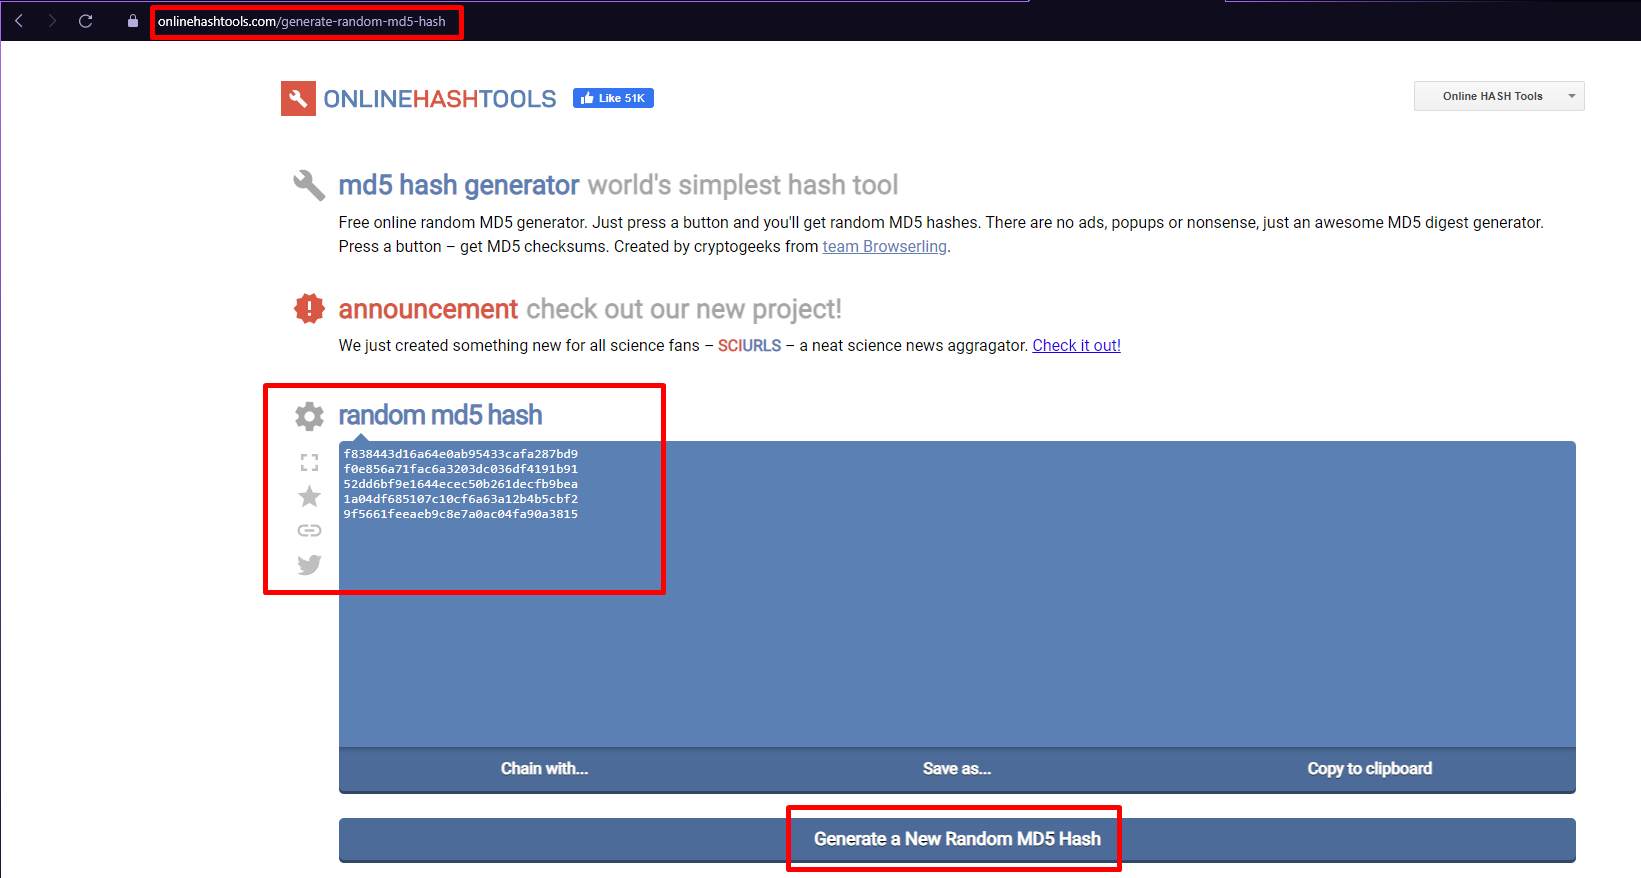 onlinehashtools.com/generate-random-md5-hash
ONLINEHASHTOOLS
Like 51K
Online HASH Tools
md5 hash generator world's simplest hash tool
Free online random MD5 generator. Just press a button and you'll get random MD5 hashes. There are no ads, popups or nonsense, just an awesome MD5 digest generator.
Press a button – get MD5 checksums. Created by cryptogeeks from team Browserling.
announcement check out our new project!
We just created something new for all science fans – SCIURLS – a neat science news aggragator. Check it out!
random md5 hash
f838443d16a64e0ab95433cafa287bd9
f0e856a71fac6a3203dc036df4191b91
52dd6bf9e1644ecec50b261decfb9bea
1a04df685107c10cf6a63a12b4b5cbf2
9f5661feeaeb9c8e7a0ac04fa90a3815
Chain with...
Save as...
Copy to clipboard
Generate a New Random MD5 Hash